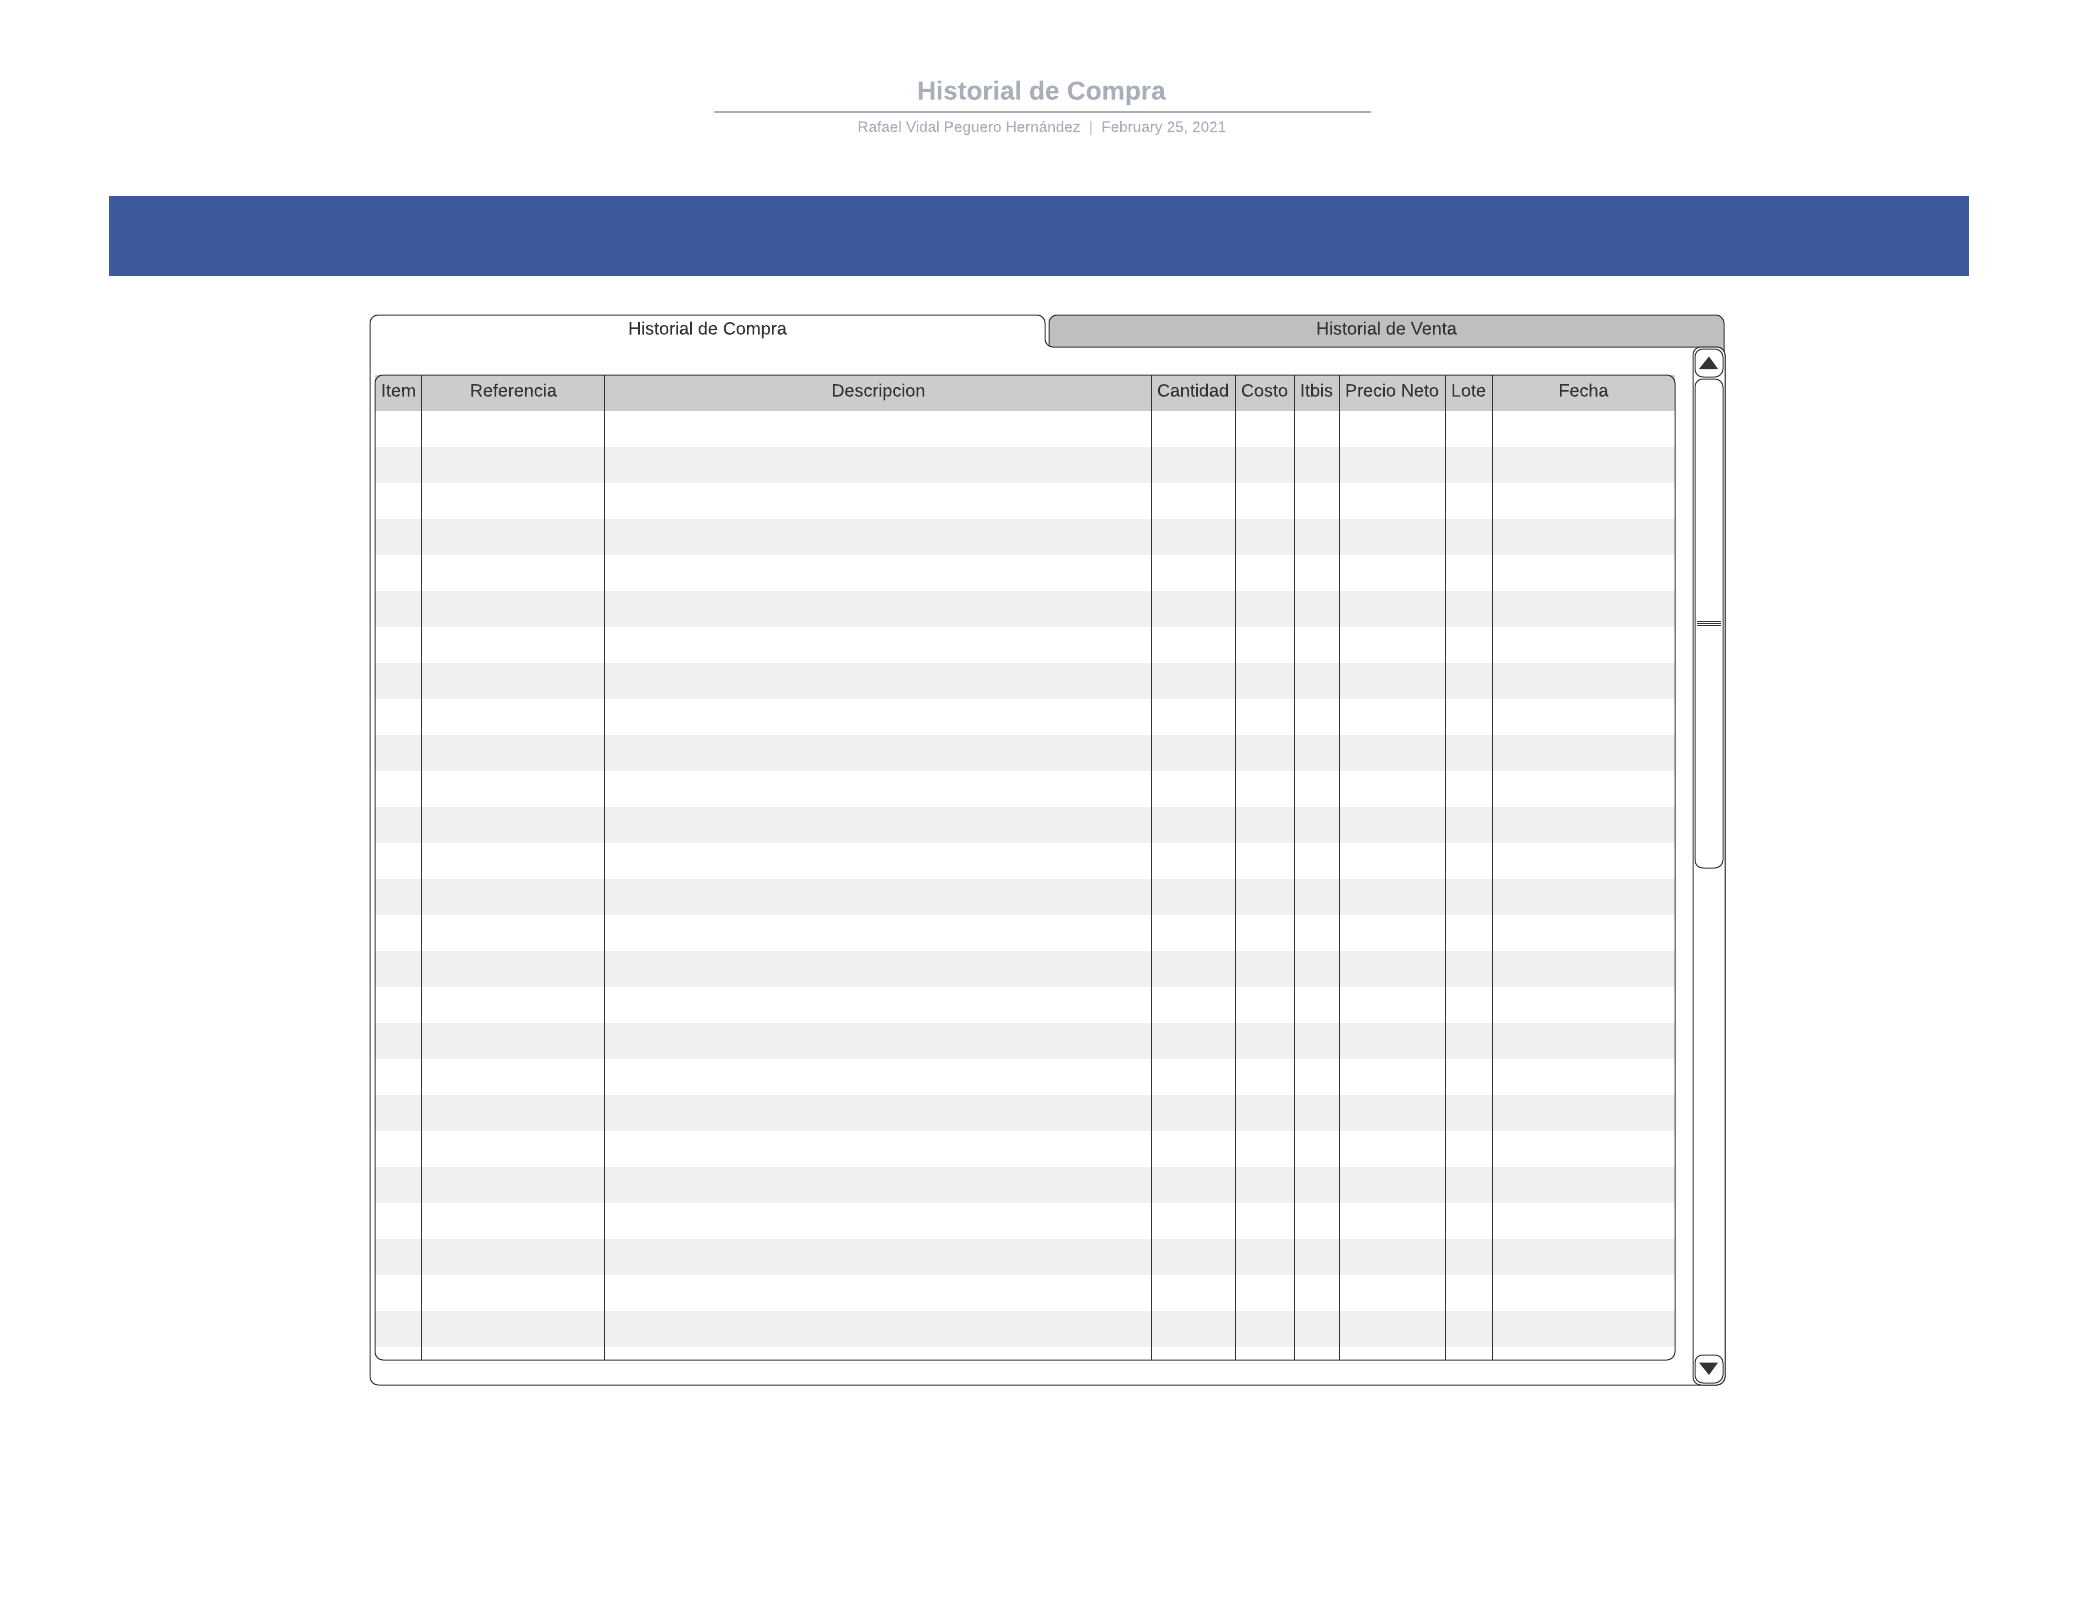 Historial de Compra
Rafael Vidal Peguero Hernández | February 25, 2021
Historial de Compra Historial de Venta
Item Referencia Descripcion Cantidad Costo Itbis Precio Neto Lote Fecha